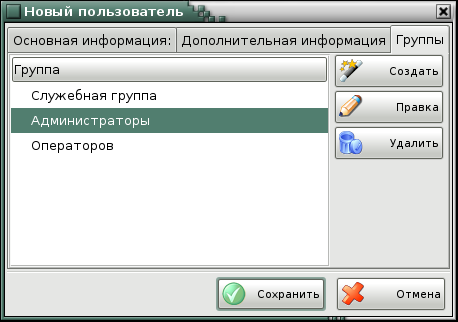 Новый пользователь
Основная информация: Дополнительная информация Группы
Группа
Служебная группа
Администраторы
Операторов
Создать
Правка
Удалить
Сохранить Отмена